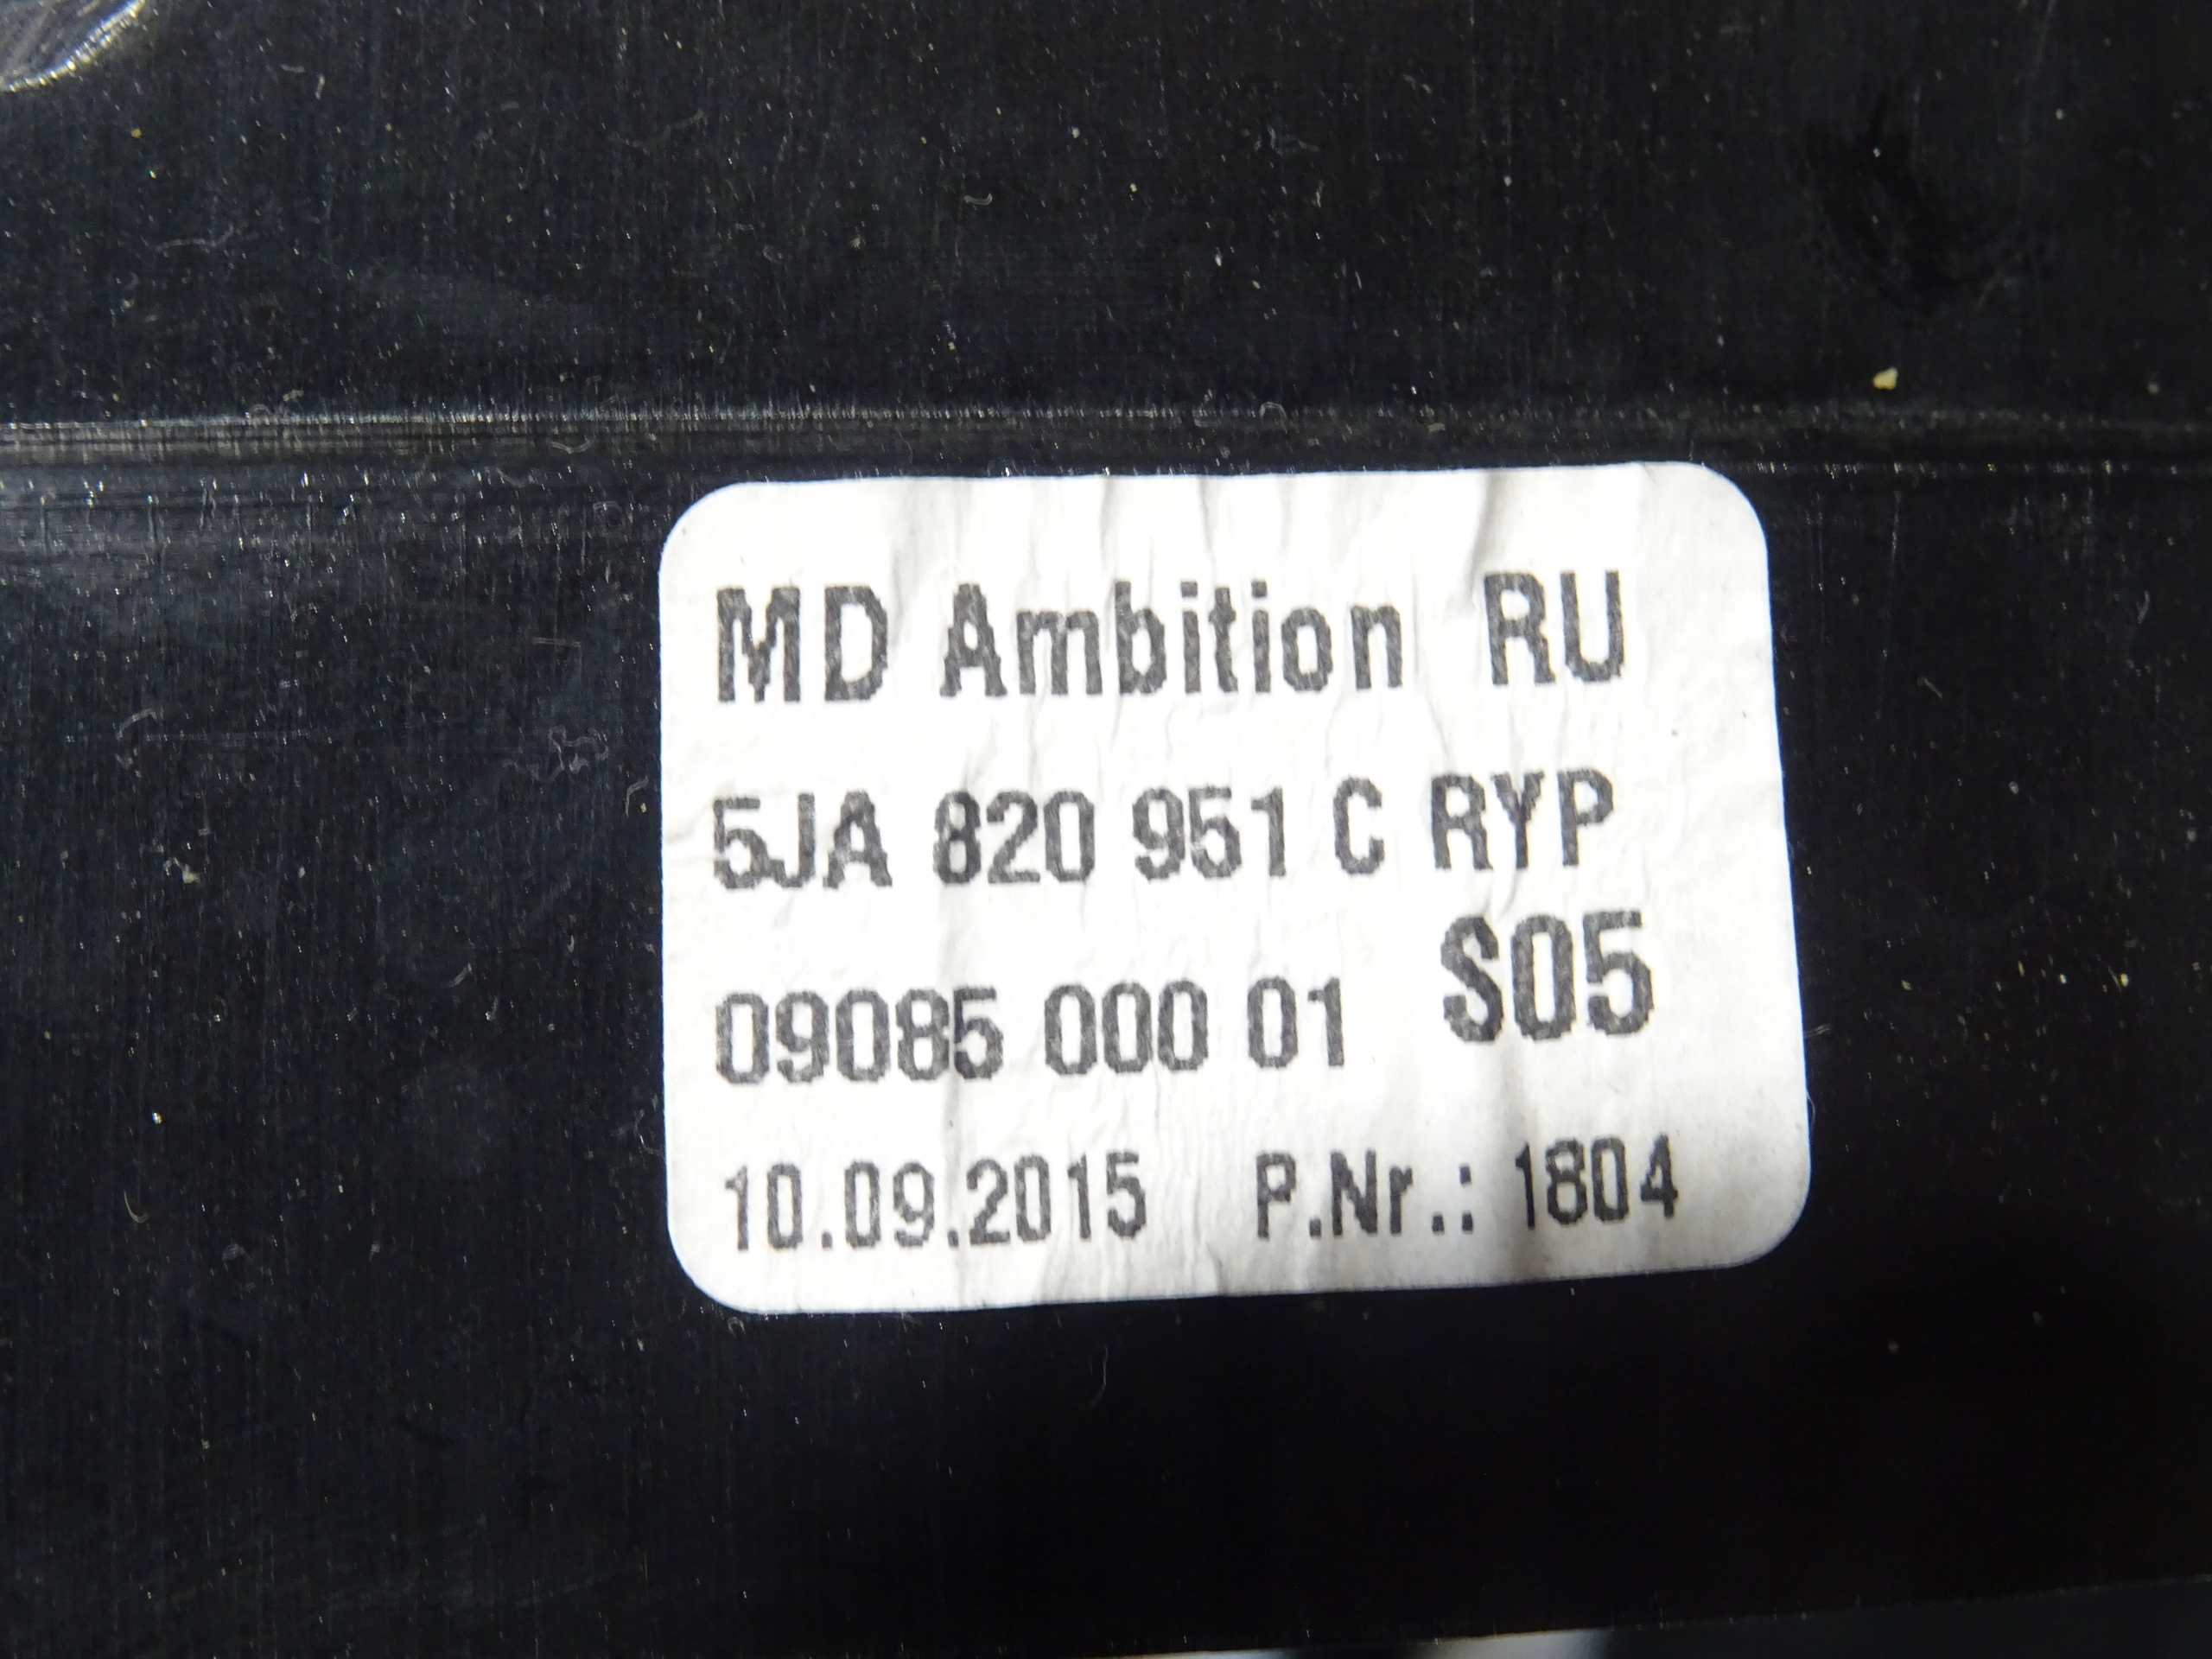 MD Ambition RU
5JA 820 951 C RYP
09085 000 01 S05
10.09.2015 P.Nr.: 1804